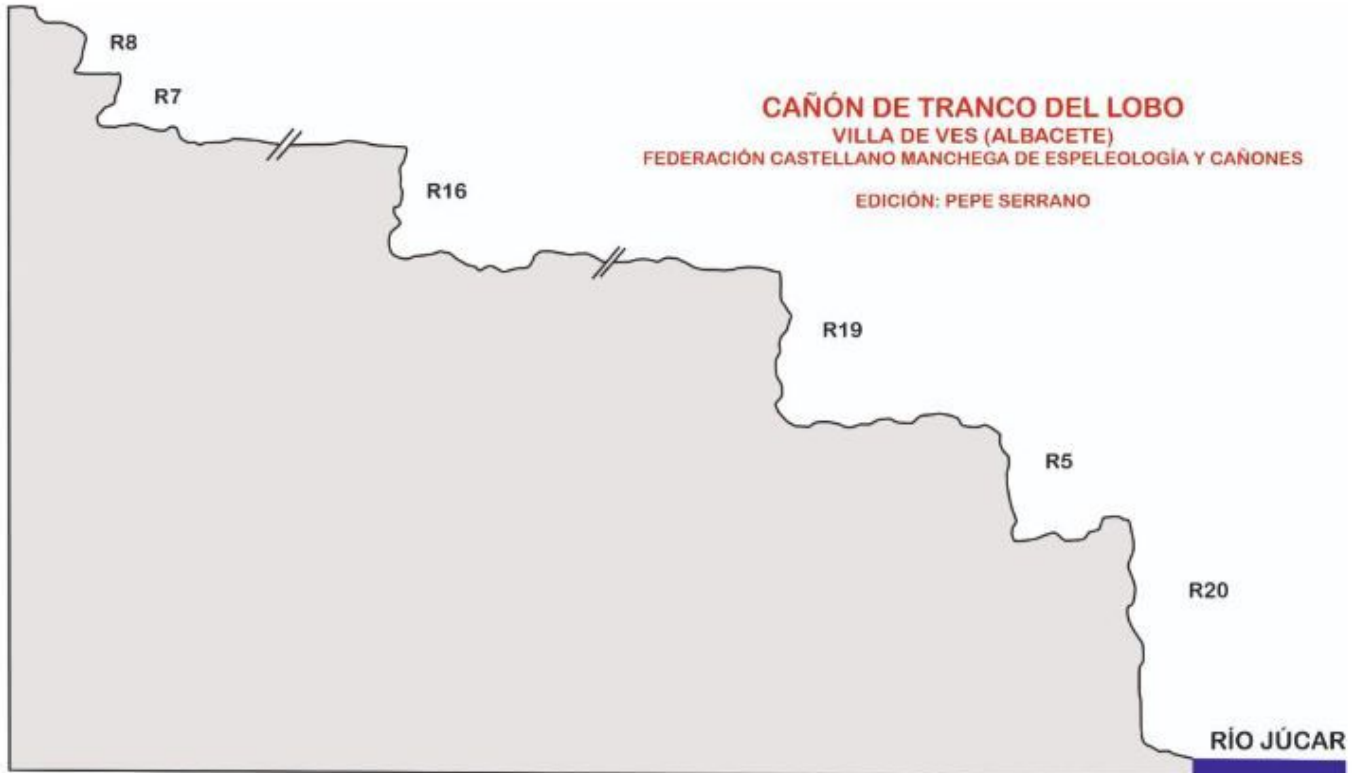 R8
R7
CAÑÓN DE TRANCO DEL LOBO
VILLA DE VES (ALBACETE)
FEDERACIÓN CASTELLANO MANCHEGA DE ESPELEOLOGÍA Y CAÑONES
EDICIÓN: PEPE SERRANO
R16
R19
R5
R20
RÍO JÚCAR